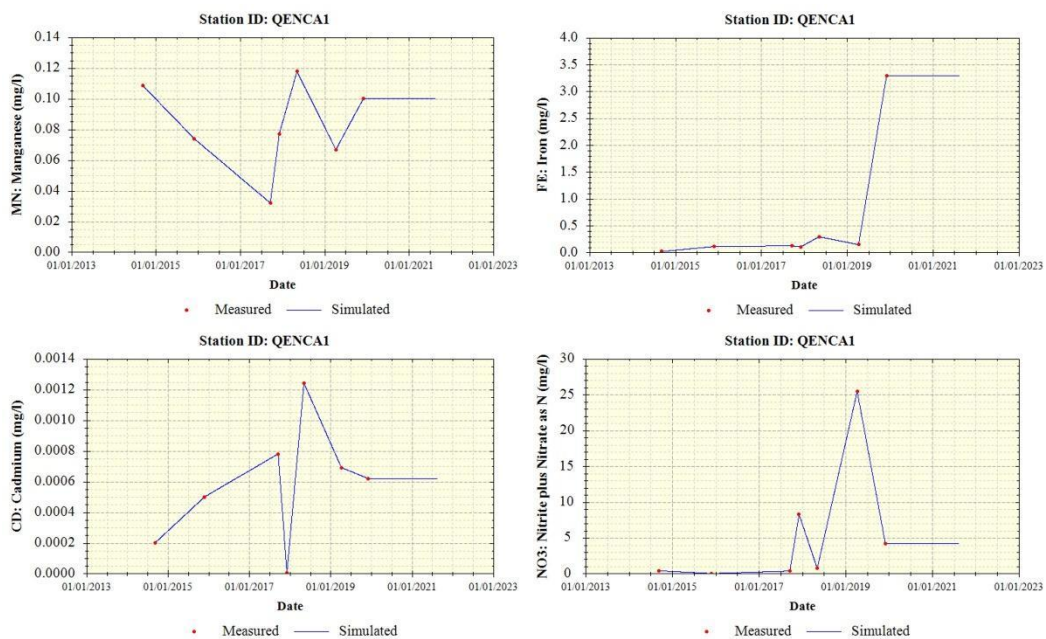 Station ID: QENCA1
MN: Manganese (mg/l)
0.14
0.12
0.10
0.08
0.06
0.04
0.02
0.00
01/01/2013 01/01/2015 01/01/2017 01/01/2019 01/01/2021 01/01/2023
Date
Measured Simulated
Station ID: QENCA1
FE: Iron (mg/l)
4.0
3.5
3.0
2.5
2.0
1.5
1.0
0.5
0.0
01/01/2013 01/01/2015 01/01/2017 01/01/2019 01/01/2021 01/01/2023
Date
Measured Simulated
Station ID: QENCA1
CD: Cadmium (mg/l)
0.0014
0.0012
0.0010
0.0008
0.0006
0.0004
0.0002
0.0000
01/01/2013 01/01/2015 01/01/2017 01/01/2019 01/01/2021 01/01/2023
Date
Measured Simulated
Station ID: QENCA1
NO3: Nitrite plus Nitrate as N (mg/l)
30
25
20
15
10
5
0
01/01/2013 01/01/2015 01/01/2017 01/01/2019 01/01/2021 01/01/2023
Date
Measured Simulated